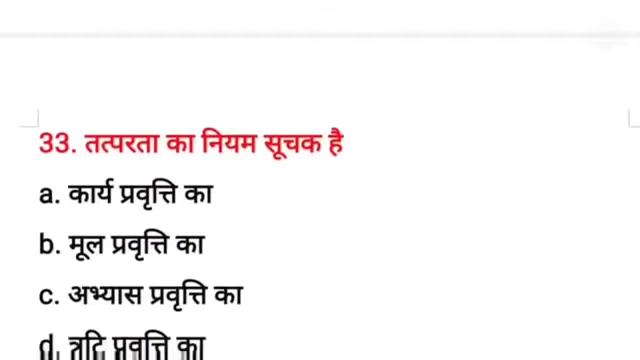 33. तत्परता का नियम सूचक है
a. कार्य प्रवृत्ति का
b. मूल प्रवृत्ति का
c. अभ्यास प्रवृत्ति का
d. प्रवृत्ति का